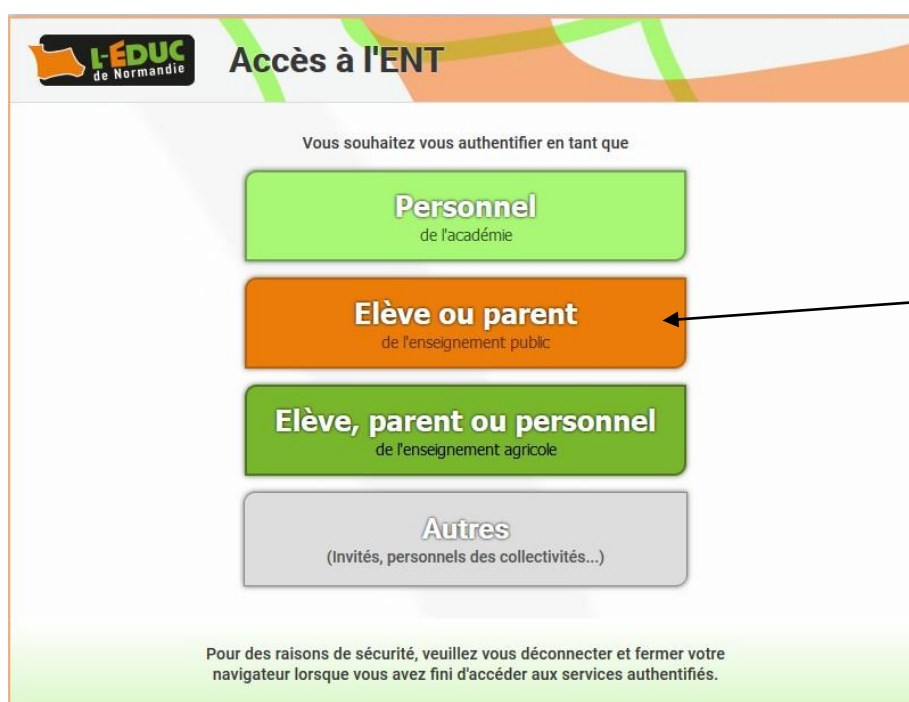 L-ÉDUC
de Normandie
Accès à l'ENT
Vous souhaitez vous authentifier en tant que
Personnel
de l'académie
Elève ou parent
de l'enseignement public
Elève, parent ou personnel
de l'enseignement agricole
Autres
(Invités, personnels des collectivités...)
Pour des raisons de sécurité, veuillez vous déconnecter et fermer votre
navigateur lorsque vous avez fini d'accéder aux services authentifiés.